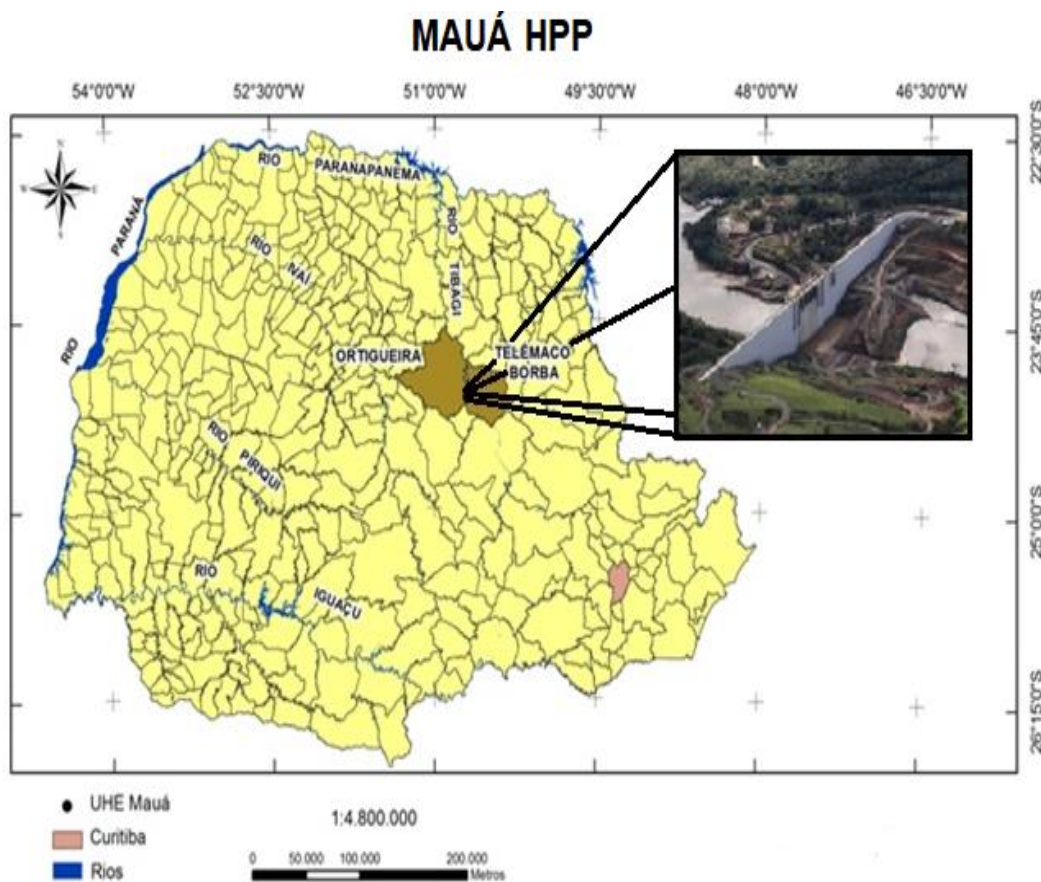 MAUÁ HPP
54°0'0"W 52°30'0"W 51°0'0"W 49°30'0"W 48°0'0"W 46°30'0"W
22°30'0"S
23°45'0"S
25°0'0"S
26°15'0"S
RIO PARANAPANEMA
RIO PARANÁ
RIO IVAÍ
RIO TIBAGI
ORTIGUEIRA
TELÊMACO
BORBA
RIO PIRIQUI
RIO IGUAÇU
UHE Mauá
Curitiba
Rios
1:4.800.000
0 50.000 100.000 200.000
Metros